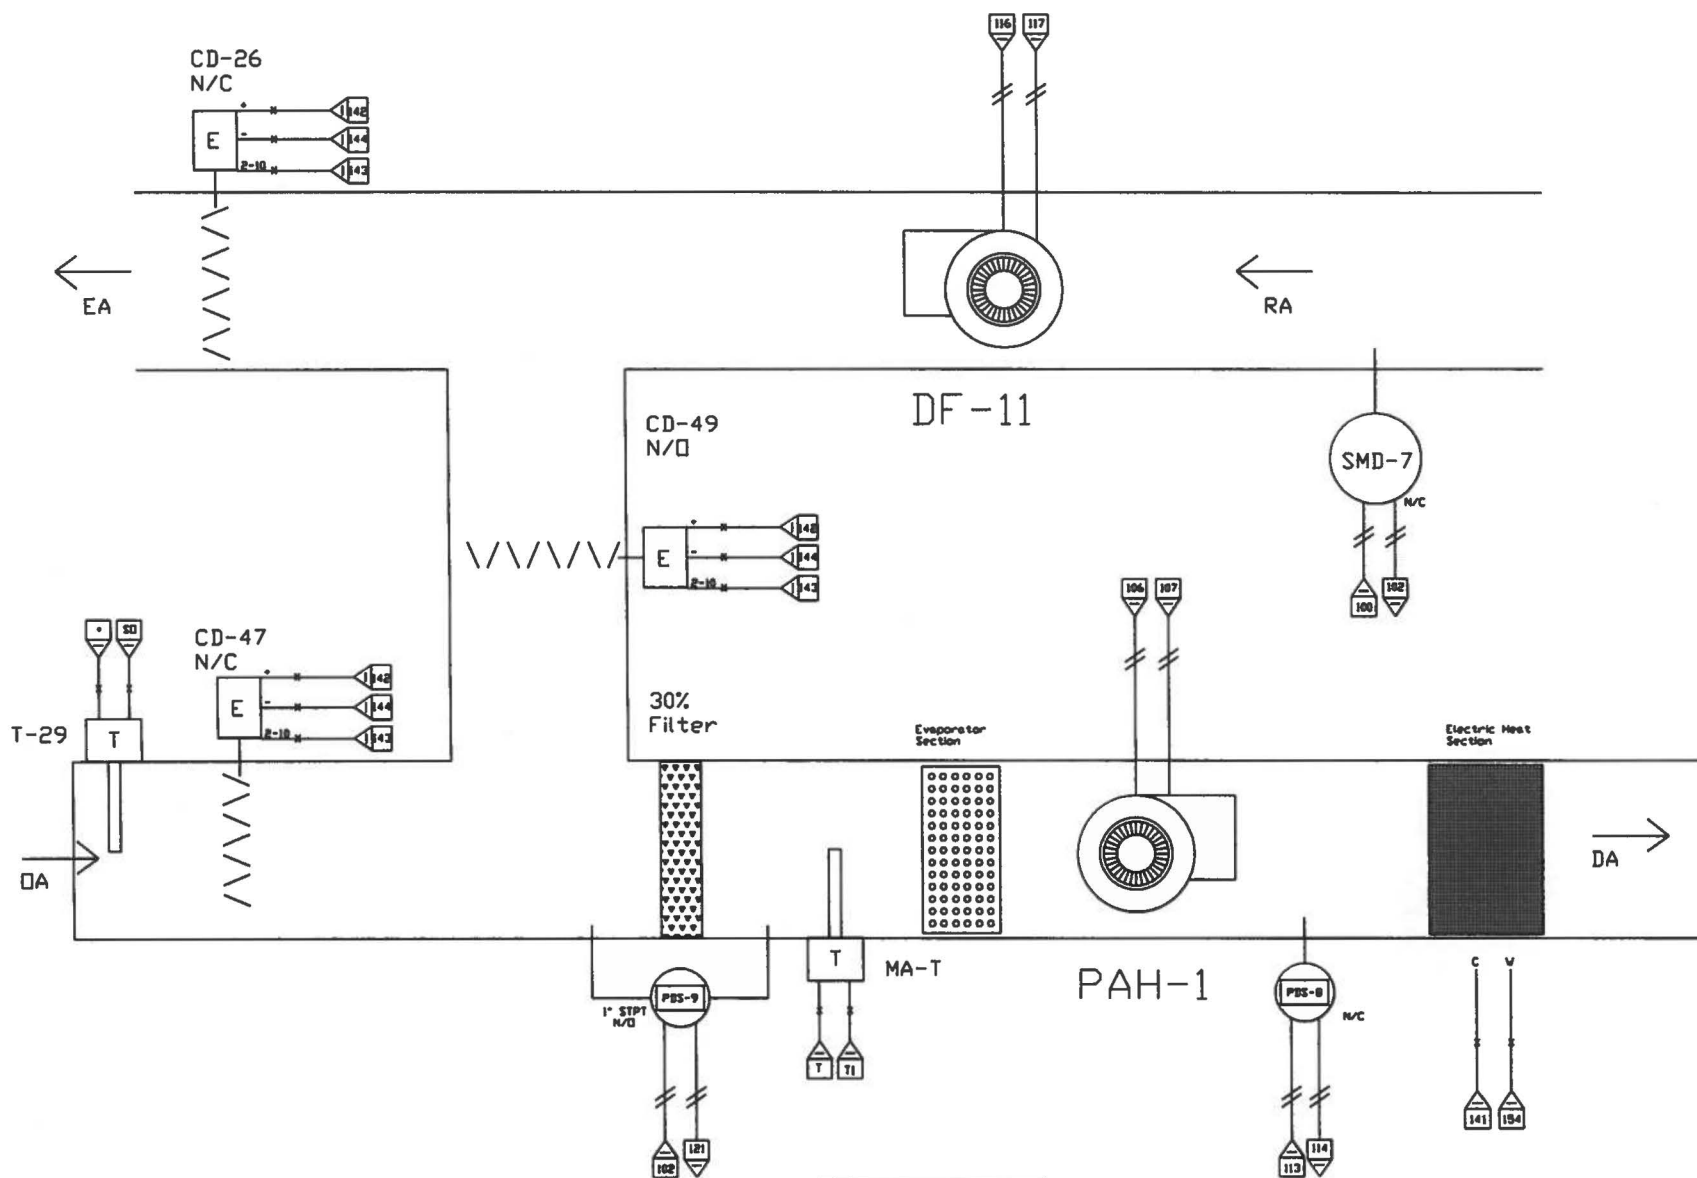 116 117
CD-26
N/C
E
+ 142
- 144
2-10 143
EA
RA
DF-11
CD-49
N/O
SMD-7
N/C
100 102
E
+ 142
- 144
2-10 143
106 107
+ SO
T-29
T
CD-47
N/C
E
+ 142
- 144
2-10 143
30%
Filter
Evaporator
Section
Electric Heat
Section
OA
DA
T
MA-T
T T1
PAH-1
PDS-9
1" STPT
N/O
102 121
PDS-8
N/C
113 114
C W
141 154